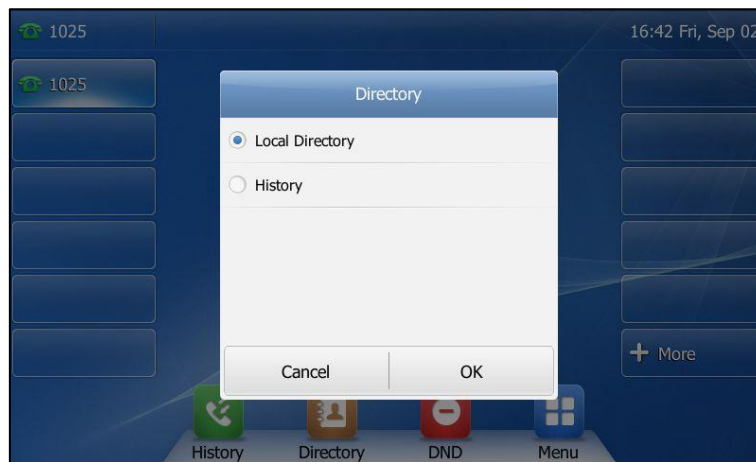 1025
16:42 Fri, Sep 02
1025
Directory
Local Directory
History
Cancel
OK
More
History
Directory
DND
Menu